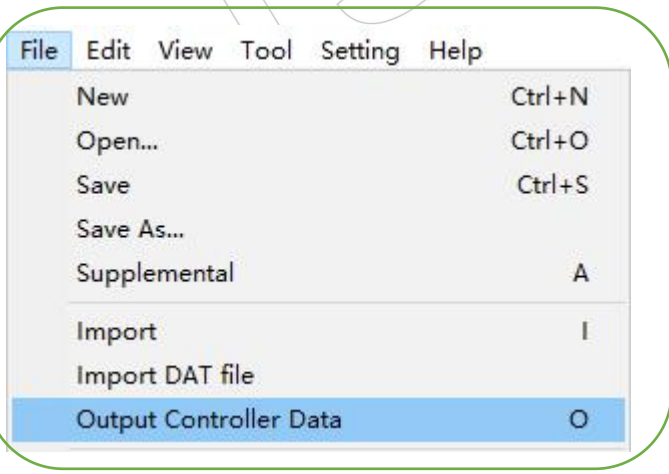 File Edit View Tool Setting Help
New Ctrl+N
Open... Ctrl+O
Save Ctrl+S
Save As...
Supplemental A
Import I
Import DAT file
Output Controller Data O